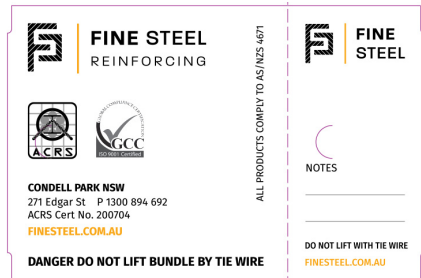 FINE STEEL
REINFORCING
ALL PRODUCTS COMPLY TO AS/NZS 4671
ACRS
GCC
ISO 9001 Certified
CONDELL PARK NSW
271 Edgar St P 1300 894 692
ACRS Cert No. 200704
FINESTEEL.COM.AU
DANGER DO NOT LIFT BUNDLE BY TIE WIRE
FINE
STEEL
NOTES
DO NOT LIFT WITH TIE WIRE
FINESTEEL.COM.AU